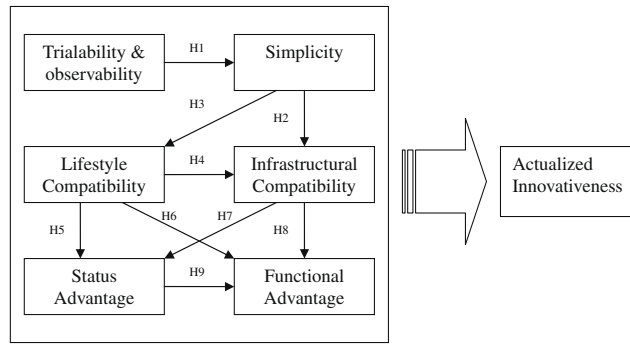 Trialability &
observability
H1
Simplicity
H3
H2
Lifestyle
Compatibility
H4
Infrastructural
Compatibility
Actualized
Innovativeness
H5
H6
H7
H8
Status
Advantage
H9
Functional
Advantage